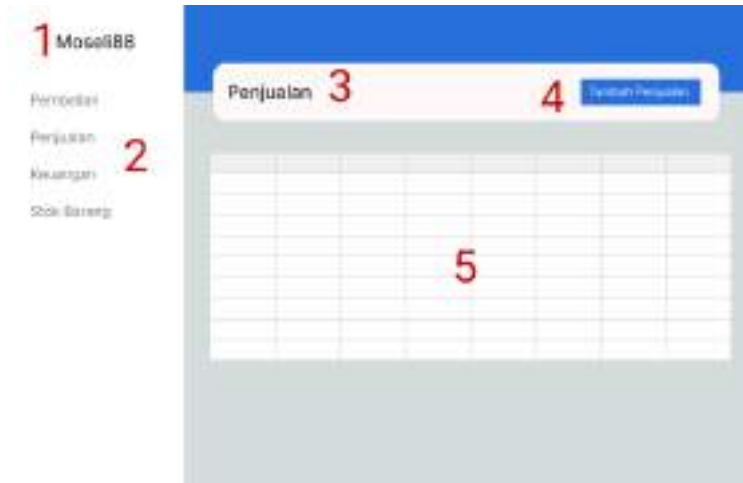 1 Moseli88
Pembelian
Penjualan
2
Keuangan
Stok Barang
Penjualan 3
4 Tambah Penjualan
5